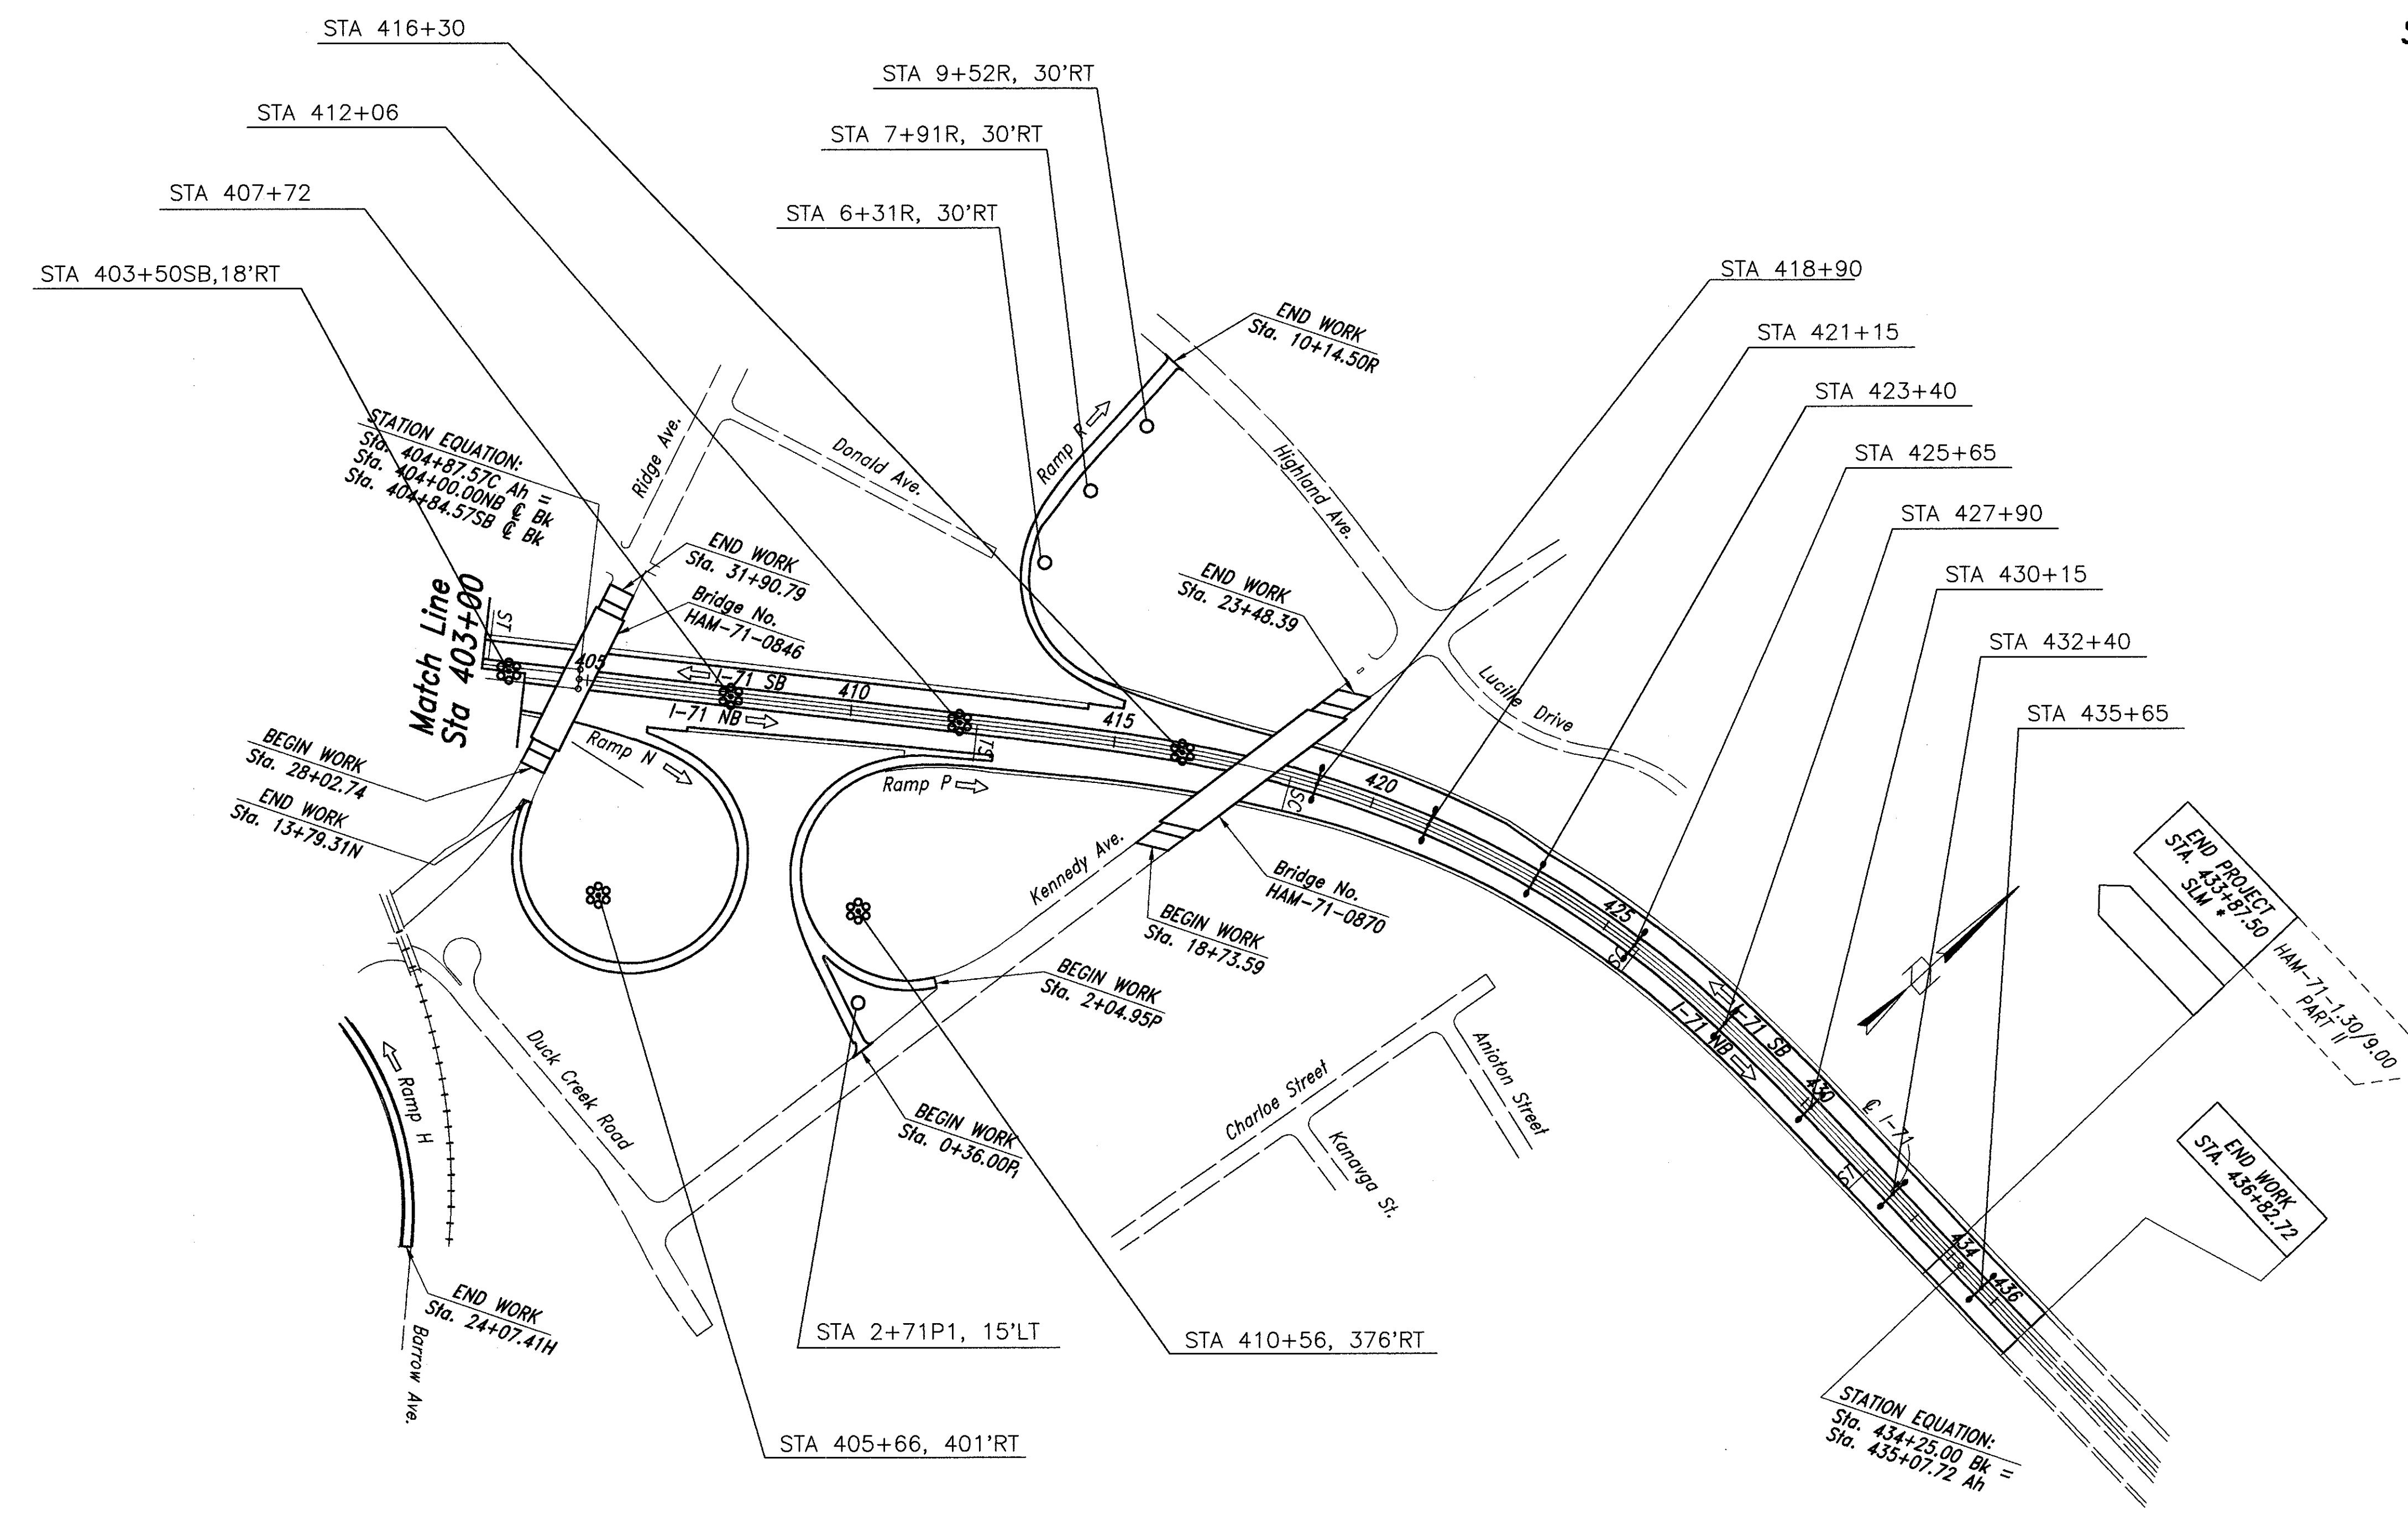 STA 416+30
STA 9+52R, 30'RT
STA 412+06
STA 7+91R, 30'RT
STA 407+72
STA 6+31R, 30'RT
STA 403+50SB,18'RT
STA 418+90
STA 421+15
STA 423+40
STA 425+65
STA 427+90
STA 430+15
STA 432+40
STA 435+65
END WORK
Sta. 10+14.50R
STATION EQUATION:
Sta. 404+87.57C Ah =
Sta. 404+00.00NB ℄ Bk
Sta. 404+84.57SB ℄ Bk
Ridge Ave.
Donald Ave.
Ramp R
Highland Ave.
END WORK
Sta. 31+90.79
Bridge No.
HAM-71-0846
END WORK
Sta. 23+48.39
Match Line
Sta 403+00
ST
405
I-71 SB
410
415
I-71 NB
TS
Lucille Drive
BEGIN WORK
Sta. 28+02.74
END WORK
Sta. 13+79.31N
Ramp N
Ramp P
SC
420
Kennedy Ave.
Bridge No.
HAM-71-0870
BEGIN WORK
Sta. 18+73.59
425
CS
END PROJECT
STA. 433+87.50
SLM *
HAM-71-1.30/9.00
PART II
BEGIN WORK
Sta. 2+04.95P
I-71 SB
I-71 NB
430
℄ I-71
Duck Creek Road
Ramp H
BEGIN WORK
Sta. 0+36.00P1
Charloe Street
Anioton Street
Kanavga St.
ST
434
436
END WORK
STA. 436+82.72
END WORK
Sta. 24+07.41H
Barrow Ave.
STA 2+71P1, 15'LT
STA 410+56, 376'RT
STA 405+66, 401'RT
STATION EQUATION:
Sta. 434+25.00 Bk =
Sta. 435+07.72 Ah